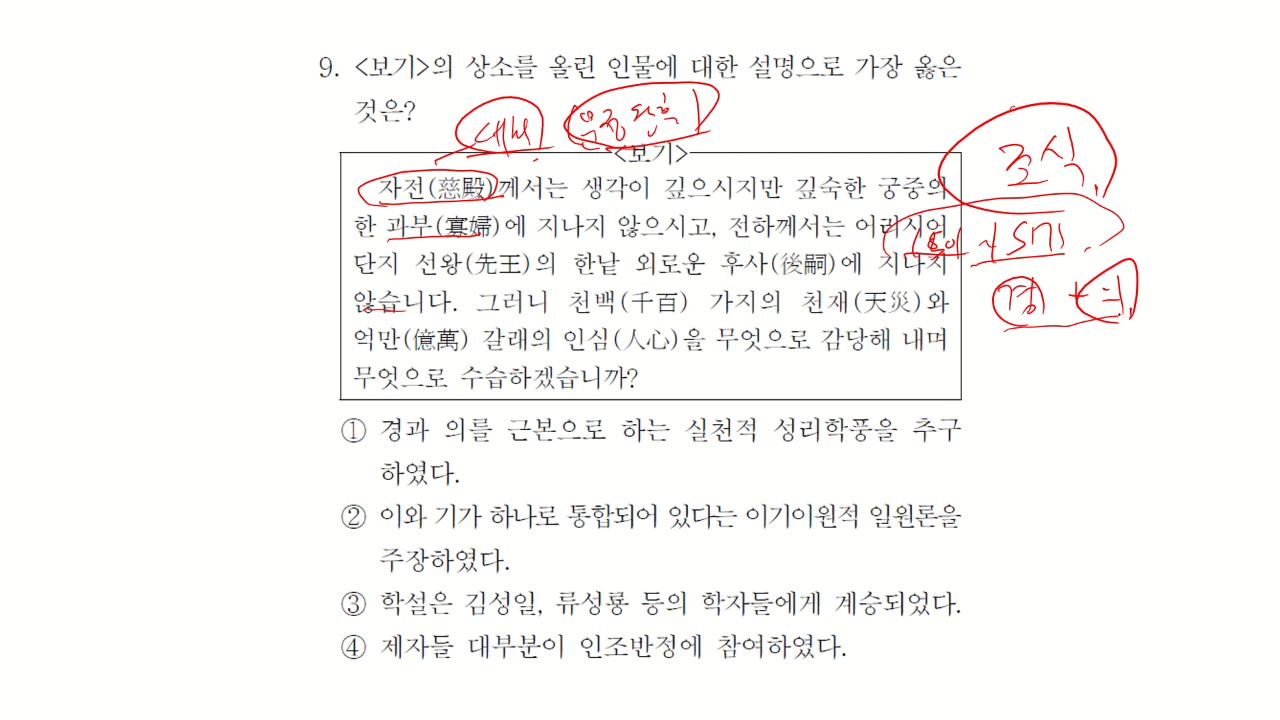 9. <보기>의 상소를 올린 인물에 대한 설명으로 가장 옳은
것은?
대비
문정왕후
<보기>
조식
자전(慈殿)께서는 생각이 깊으시지만 깊숙한 궁중의
한 과부(寡婦)에 지나지 않으시고, 전하께서는 어리시어
단지 선왕(先王)의 한낱 외로운 후사(後嗣)에 지나지
않습니다. 그러니 천백(千百) 가지의 천재(天災)와
경 + 의
억만(億萬) 갈래의 인심(人心)을 무엇으로 감당해 내며
무엇으로 수습하겠습니까?
① 경과 의를 근본으로 하는 실천적 성리학풍을 추구
하였다.
② 이와 기가 하나로 통합되어 있다는 이기이원적 일원론을
주장하였다.
③ 학설은 김성일, 류성룡 등의 학자들에게 계승되었다.
④ 제자들 대부분이 인조반정에 참여하였다.